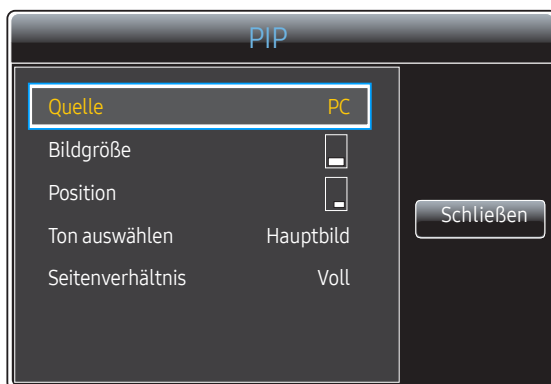 PIP
Quelle PC
Bildgröße
Position
Ton auswählen Hauptbild
Seitenverhältnis Voll
Schließen